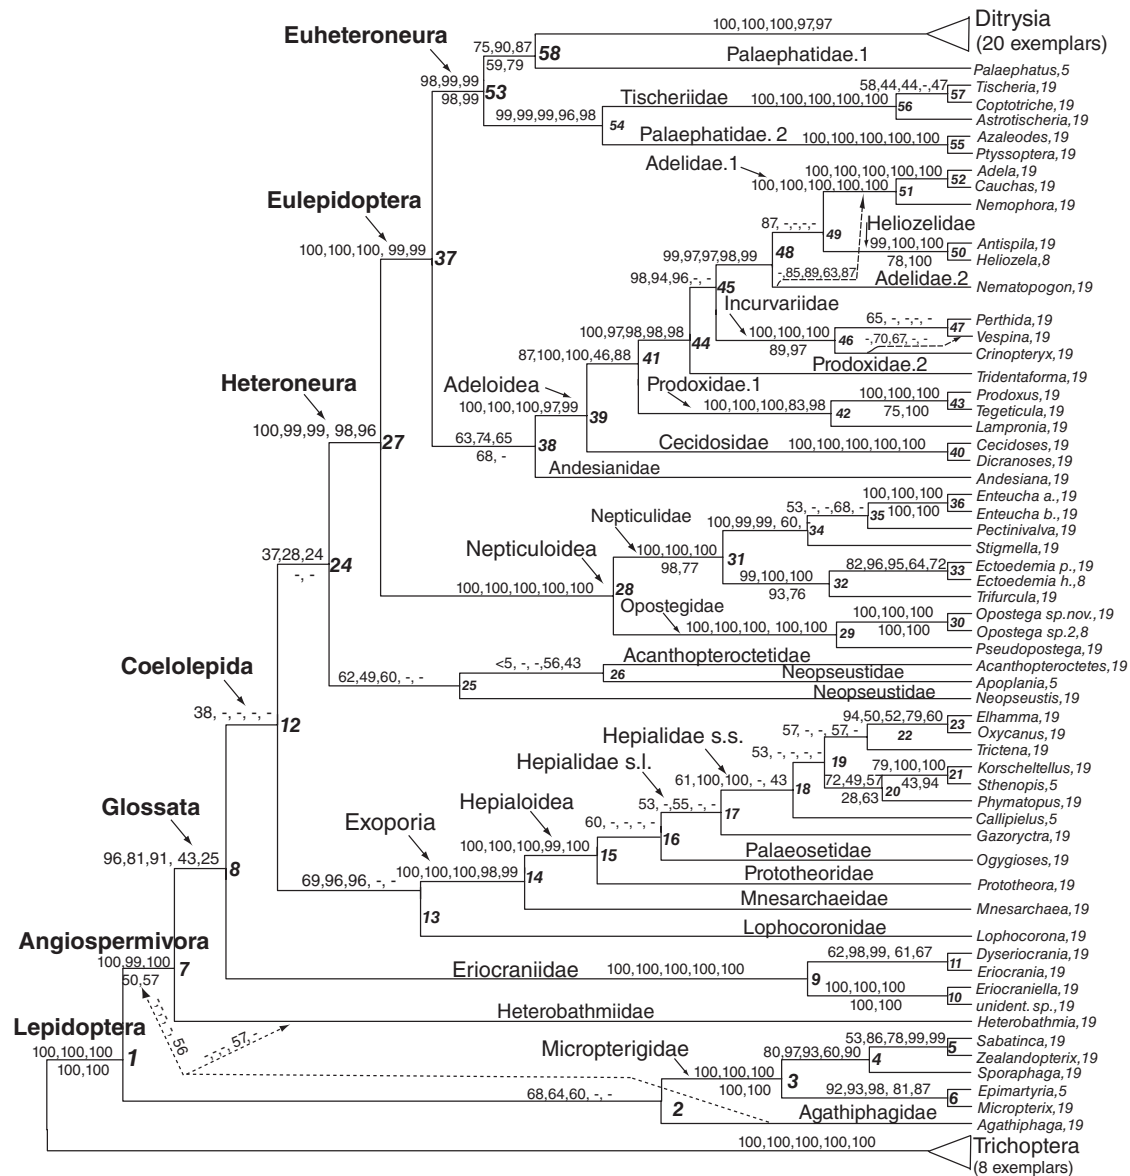 100,100,100,97,97
Ditrysia
(20 exemplars)
Euheteroneura
75,90,87
58
59,79
Palaephatidae.1
Palaephatus,5
98,99,99
98,99
53
Tischeriidae
58,44,44,-,47
57
Tischeria,19
100,100,100,100,100
56
Coptotriche,19
Astrotischeria,19
99,99,99,96,98
54
Palaephatidae. 2
100,100,100,100,100
55
Azaleodes,19
Ptyssoptera,19
Adelidae.1
100,100,100,100,100
52
Adela,19
100,100,100,100,100
51
Cauchas,19
Nemophora,19
Eulepidoptera
87, -,-,-,-
49
Heliozelidae
99,100,100
50
78,100
Antispila,19
Heliozela,8
100,100,100, 99,99
37
99,97,97,98,99
48
-,85,89,63,87
Adelidae.2
Nematopogon,19
98,94,96,-,-
45
Incurvariidae
65, -, -,-, -
47
Perthida,19
100,100,100
46
89,97
-,70,67, -, -
Vespina,19
Crinopteryx,19
100,97,98,98,98
44
Prodoxidae.2
Tridentaforma,19
87,100,100,46,88
41
Heteroneura
Adeloidea
Prodoxidae.1
100,100,100
43
75,100
Prodoxus,19
Tegeticula,19
100,100,100,83,98
42
Lampronia,19
100,100,100,97,99
39
100,99,99, 98,96
27
63,74,65
68, -
38
Cecidosidae
100,100,100,100,100
40
Cecidoses,19
Dicranoses,19
Andesianidae
Andesiana,19
Nepticulidae
100,100,100
36
100,100
Enteucha a.,19
Enteucha b.,19
53, -, -,68, -
35
Pectinivalva,19
100,99,99, 60, -
34
Stigmella,19
Nepticuloidea
37,28,24
-, -
24
100,100,100
98,77
31
82,96,95,64,72
33
Ectoedemia p.,19
Ectoedemia h.,8
99,100,100
93,76
32
Trifurcula,19
100,100,100,100,100
28
Opostegidae
100,100,100
30
100,100
Opostega sp.nov.,19
Opostega sp.2,8
100,100,100, 100,100
29
Pseudopostega,19
Coelolepida
<5, -, -,56,43
26
Acanthopteroctetidae
Acanthopteroctetes,19
62,49,60, -, -
25
Neopseustidae
Apoplania,5
Neopseustidae
Neopseustis,19
38, -, -, -, -
12
94,50,52,79,60
23
Elhamma,19
57, -, -, 57, -
22
Oxycanus,19
Trictena,19
Hepialidae s.s.
53, -, -, -, -
19
79,100,100
21
43,94
Korscheltellus,19
Sthenopis,5
72,49,57
28,63
20
Phymatopus,19
Hepialidae s.l.
61,100,100, -, 43
18
Callipielus,5
53, -,55, -, -
17
Gazoryctra,19
Glossata
Hepialoidea
60, -, -, -, -
16
Palaeosetidae
Ogygioses,19
Exoporia
100,100,100,99,100
15
Prototheoridae
Prototheora,19
96,81,91, 43,25
8
69,96,96, -, -
100,100,100,98,99
14
Mnesarchaeidae
Mnesarchaea,19
13
Lophocoronidae
Lophocorona,19
Angiospermivora
100,99,100
50,57
7
62,98,99, 61,67
11
Dyseriocrania,19
Eriocraniidae
100,100,100,100,100
9
Eriocrania,19
100,100,100
10
100,100
Eriocraniella,19
unident. sp.,19
-,-,-,-,56
-,-,-,57,-
Heterobathmiidae
Heterobathmia,19
Lepidoptera
100,100,100
100,100
1
Micropterigidae
53,86,78,99,99
5
Sabatinca,19
80,97,93,60,90
4
Zealandopterix,19
Sporaphaga,19
100,100,100
100,100
3
92,93,98, 81,87
6
Epimartyria,5
Micropterix,19
68,64,60, -, -
2
Agathiphagidae
Agathiphaga,19
100,100,100,100,100
Trichoptera
(8 exemplars)